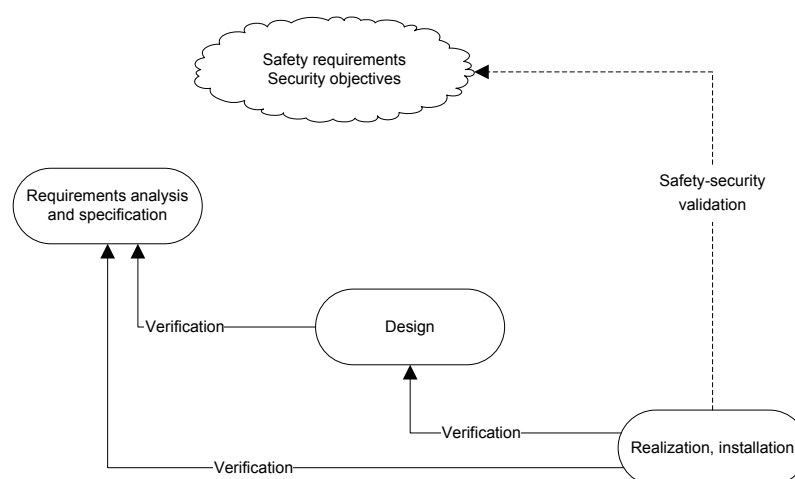 Safety requirements
Security objectives
Safety-security
validation
Requirements analysis
and specification
Verification
Design
Verification
Realization, installation
Verification